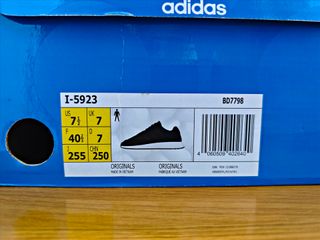 adidas
I-5923
BD7798
US 7½ UK 7
F 40⅔ D 7
J 255 CHN 250
ORIGINALS ORIGINALS
MADE IN VIETNAM FABRIQUE AU VIETNAM
4 060509 402640